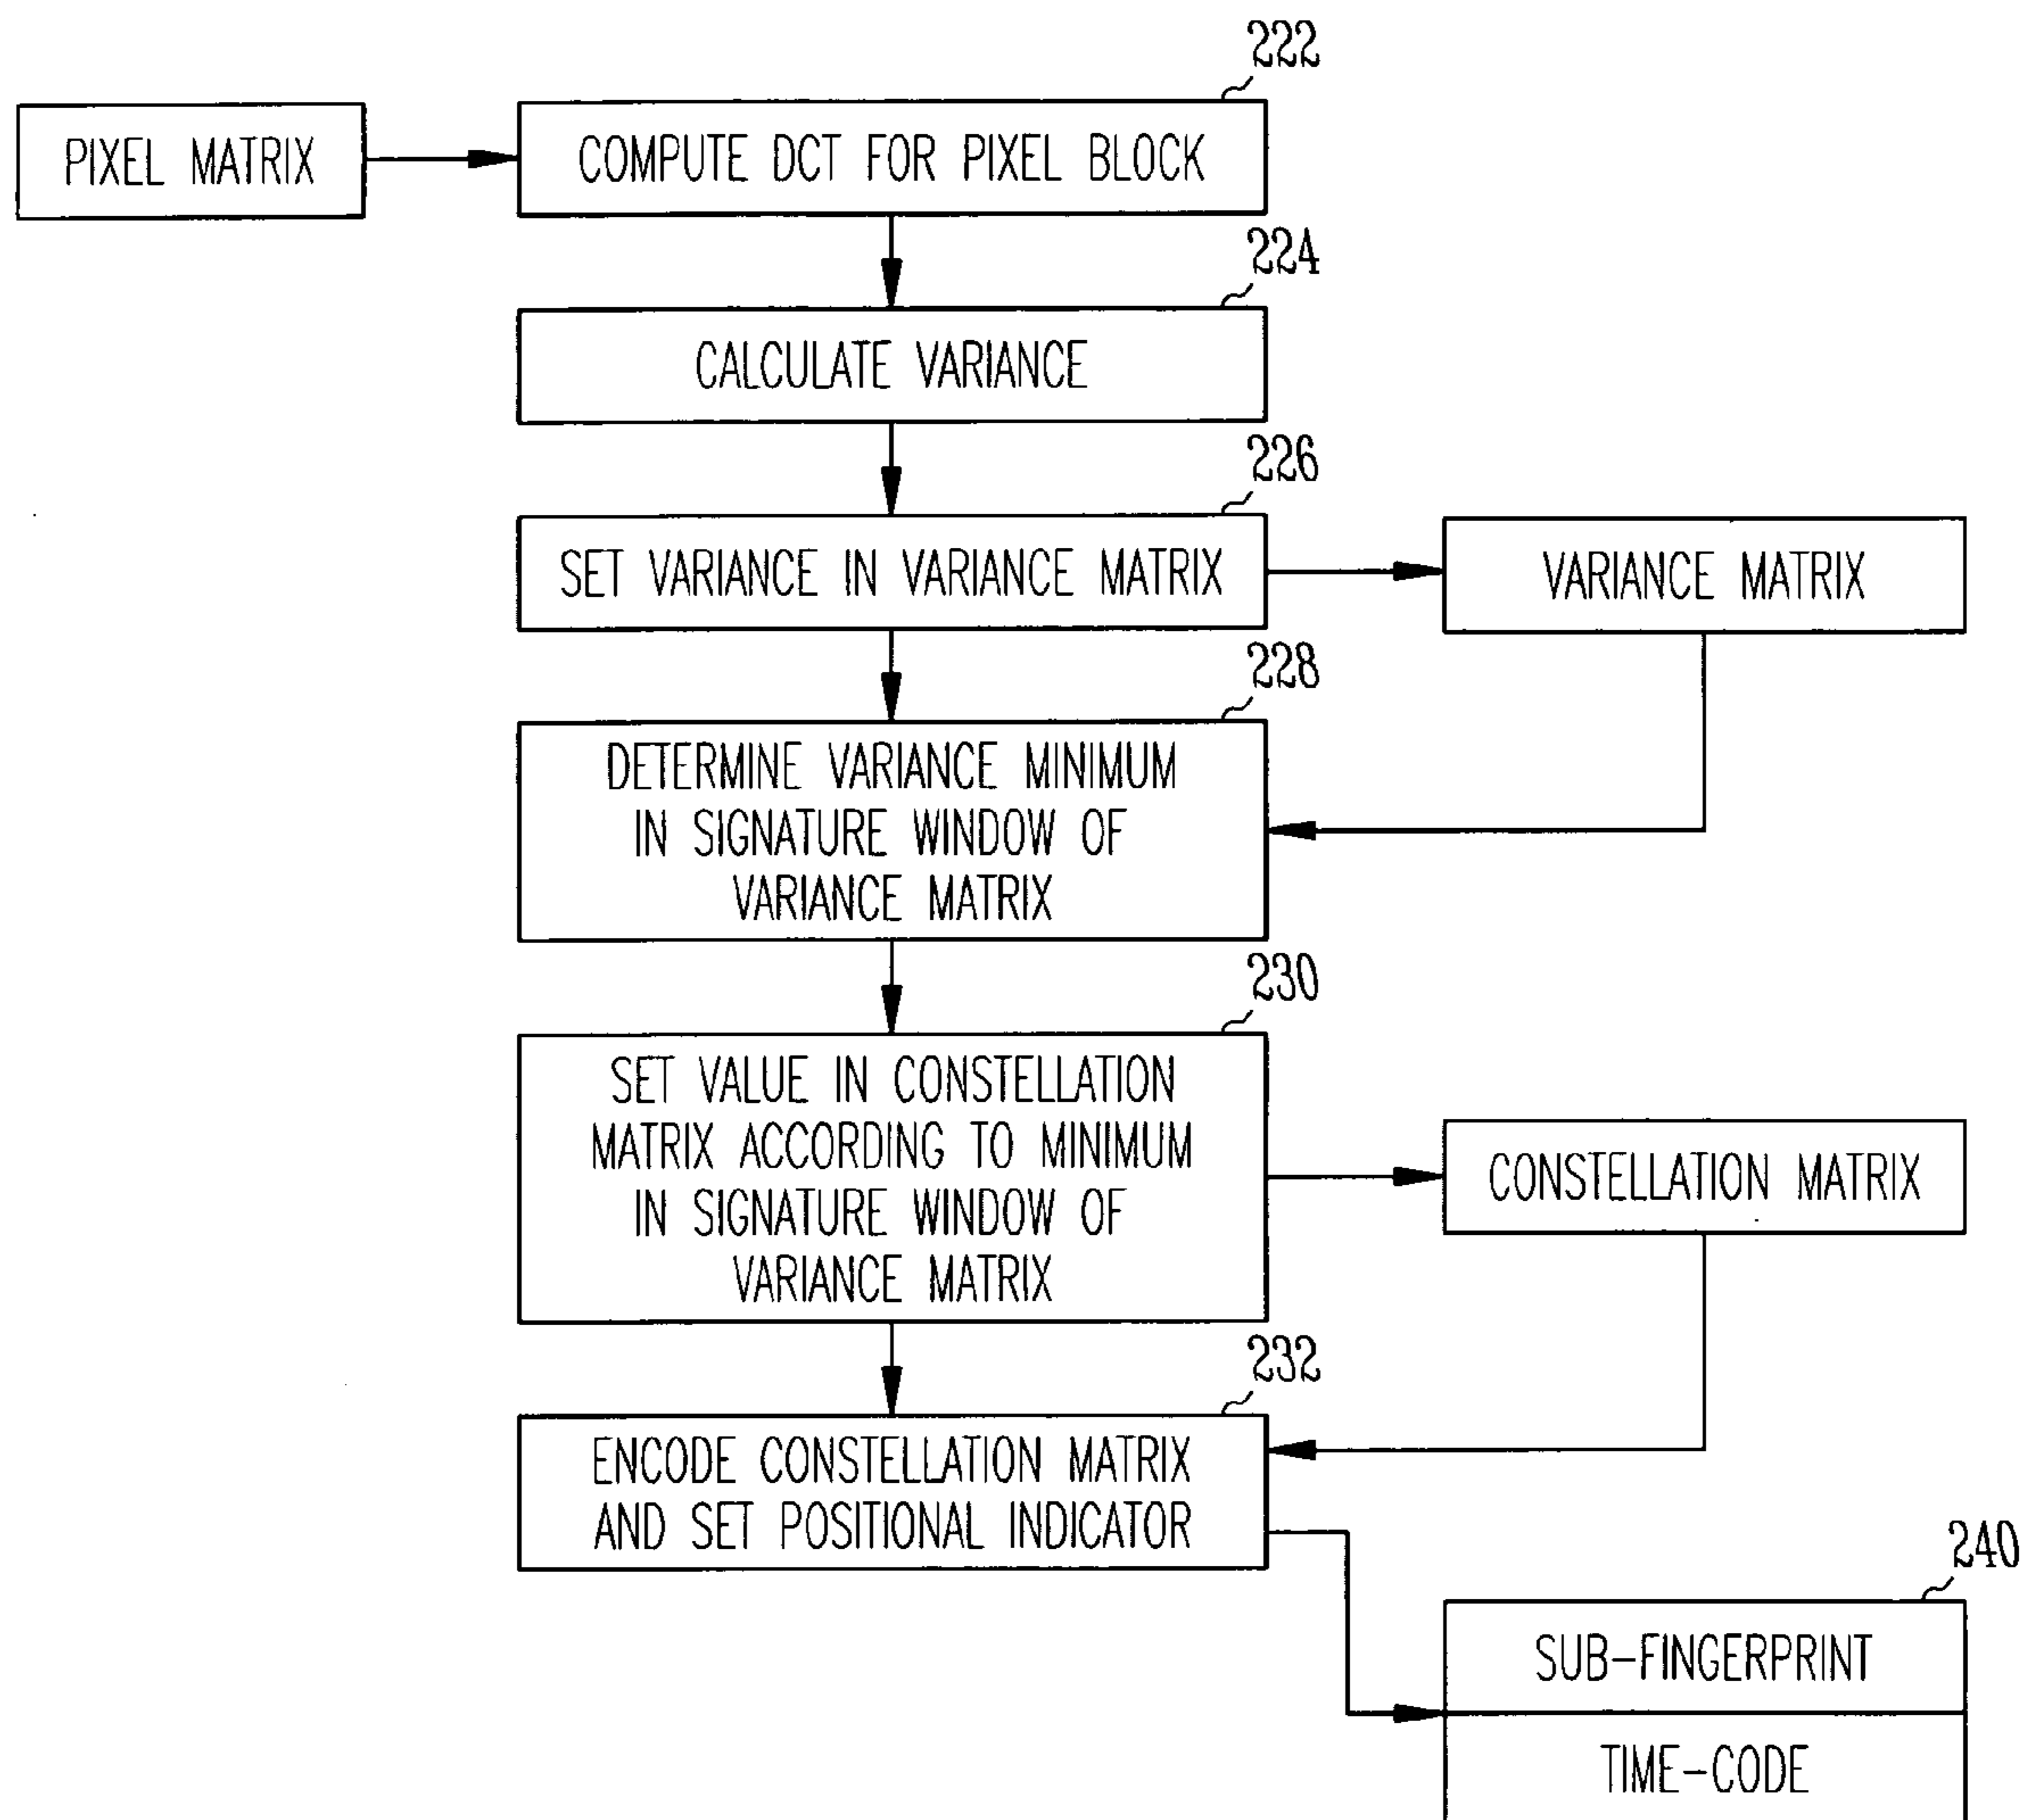 222
PIXEL MATRIX
COMPUTE DCT FOR PIXEL BLOCK
224
CALCULATE VARIANCE
226
SET VARIANCE IN VARIANCE MATRIX
VARIANCE MATRIX
228
DETERMINE VARIANCE MINIMUM
IN SIGNATURE WINDOW OF
VARIANCE MATRIX
230
SET VALUE IN CONSTELLATION
MATRIX ACCORDING TO MINIMUM
IN SIGNATURE WINDOW OF
VARIANCE MATRIX
CONSTELLATION MATRIX
232
ENCODE CONSTELLATION MATRIX
AND SET POSITIONAL INDICATOR
240
SUB-FINGERPRINT
TIME-CODE